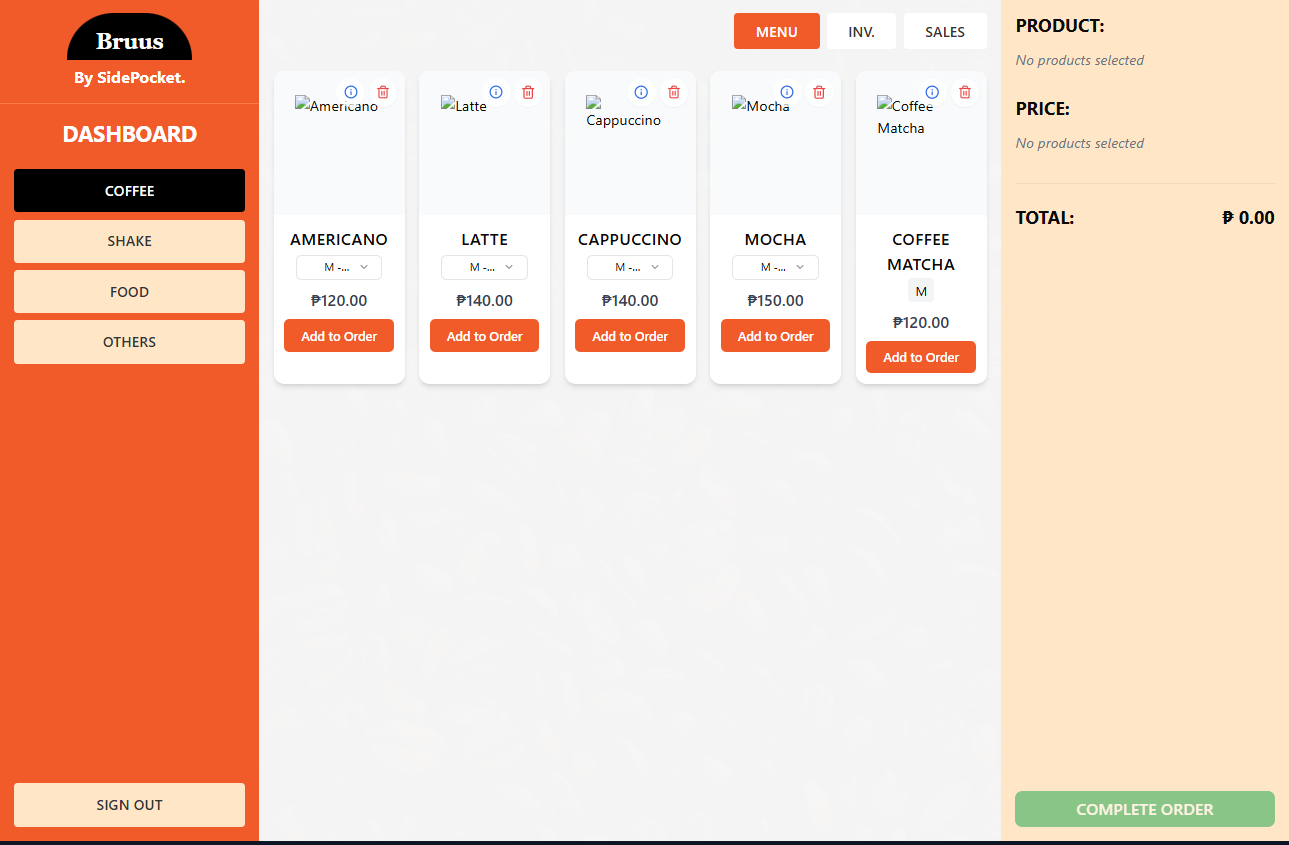 Bruus
By SidePocket.
DASHBOARD
COFFEE
SHAKE
FOOD
OTHERS
SIGN OUT
MENU
INV.
SALES
Americano
AMERICANO
M -...
₱120.00
Add to Order
Latte
LATTE
M -...
₱140.00
Add to Order
Cappuccino
CAPPUCCINO
M -...
₱140.00
Add to Order
Mocha
MOCHA
M -...
₱150.00
Add to Order
Coffee
Matcha
COFFEE
MATCHA
M
₱120.00
Add to Order
PRODUCT:
No products selected
PRICE:
No products selected
TOTAL: ₱ 0.00
COMPLETE ORDER